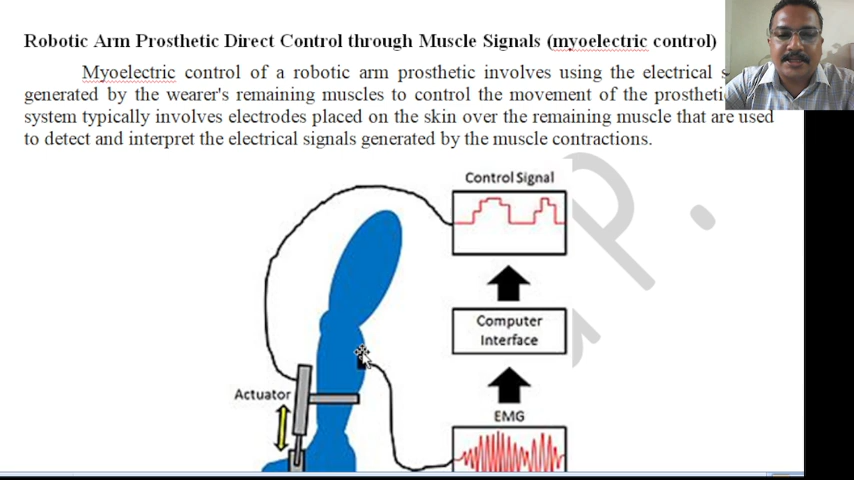 Robotic Arm Prosthetic Direct Control through Muscle Signals (myoelectric control)
Myoelectric control of a robotic arm prosthetic involves using the electrical
generated by the wearer's remaining muscles to control the movement of the
system typically involves electrodes placed on the skin over the remaining muscle that are used
to detect and interpret the electrical signals generated by the muscle contractions.
Control Signal
Computer
Interface
Actuator
EMG